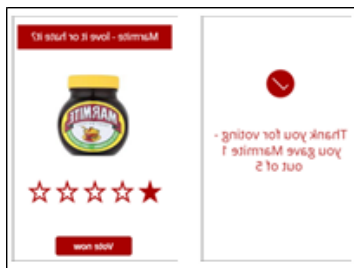 Marmite - love it or hate it?
MARMITE
Vote now
Thank you for voting -
you gave Marmite 1
out of 5